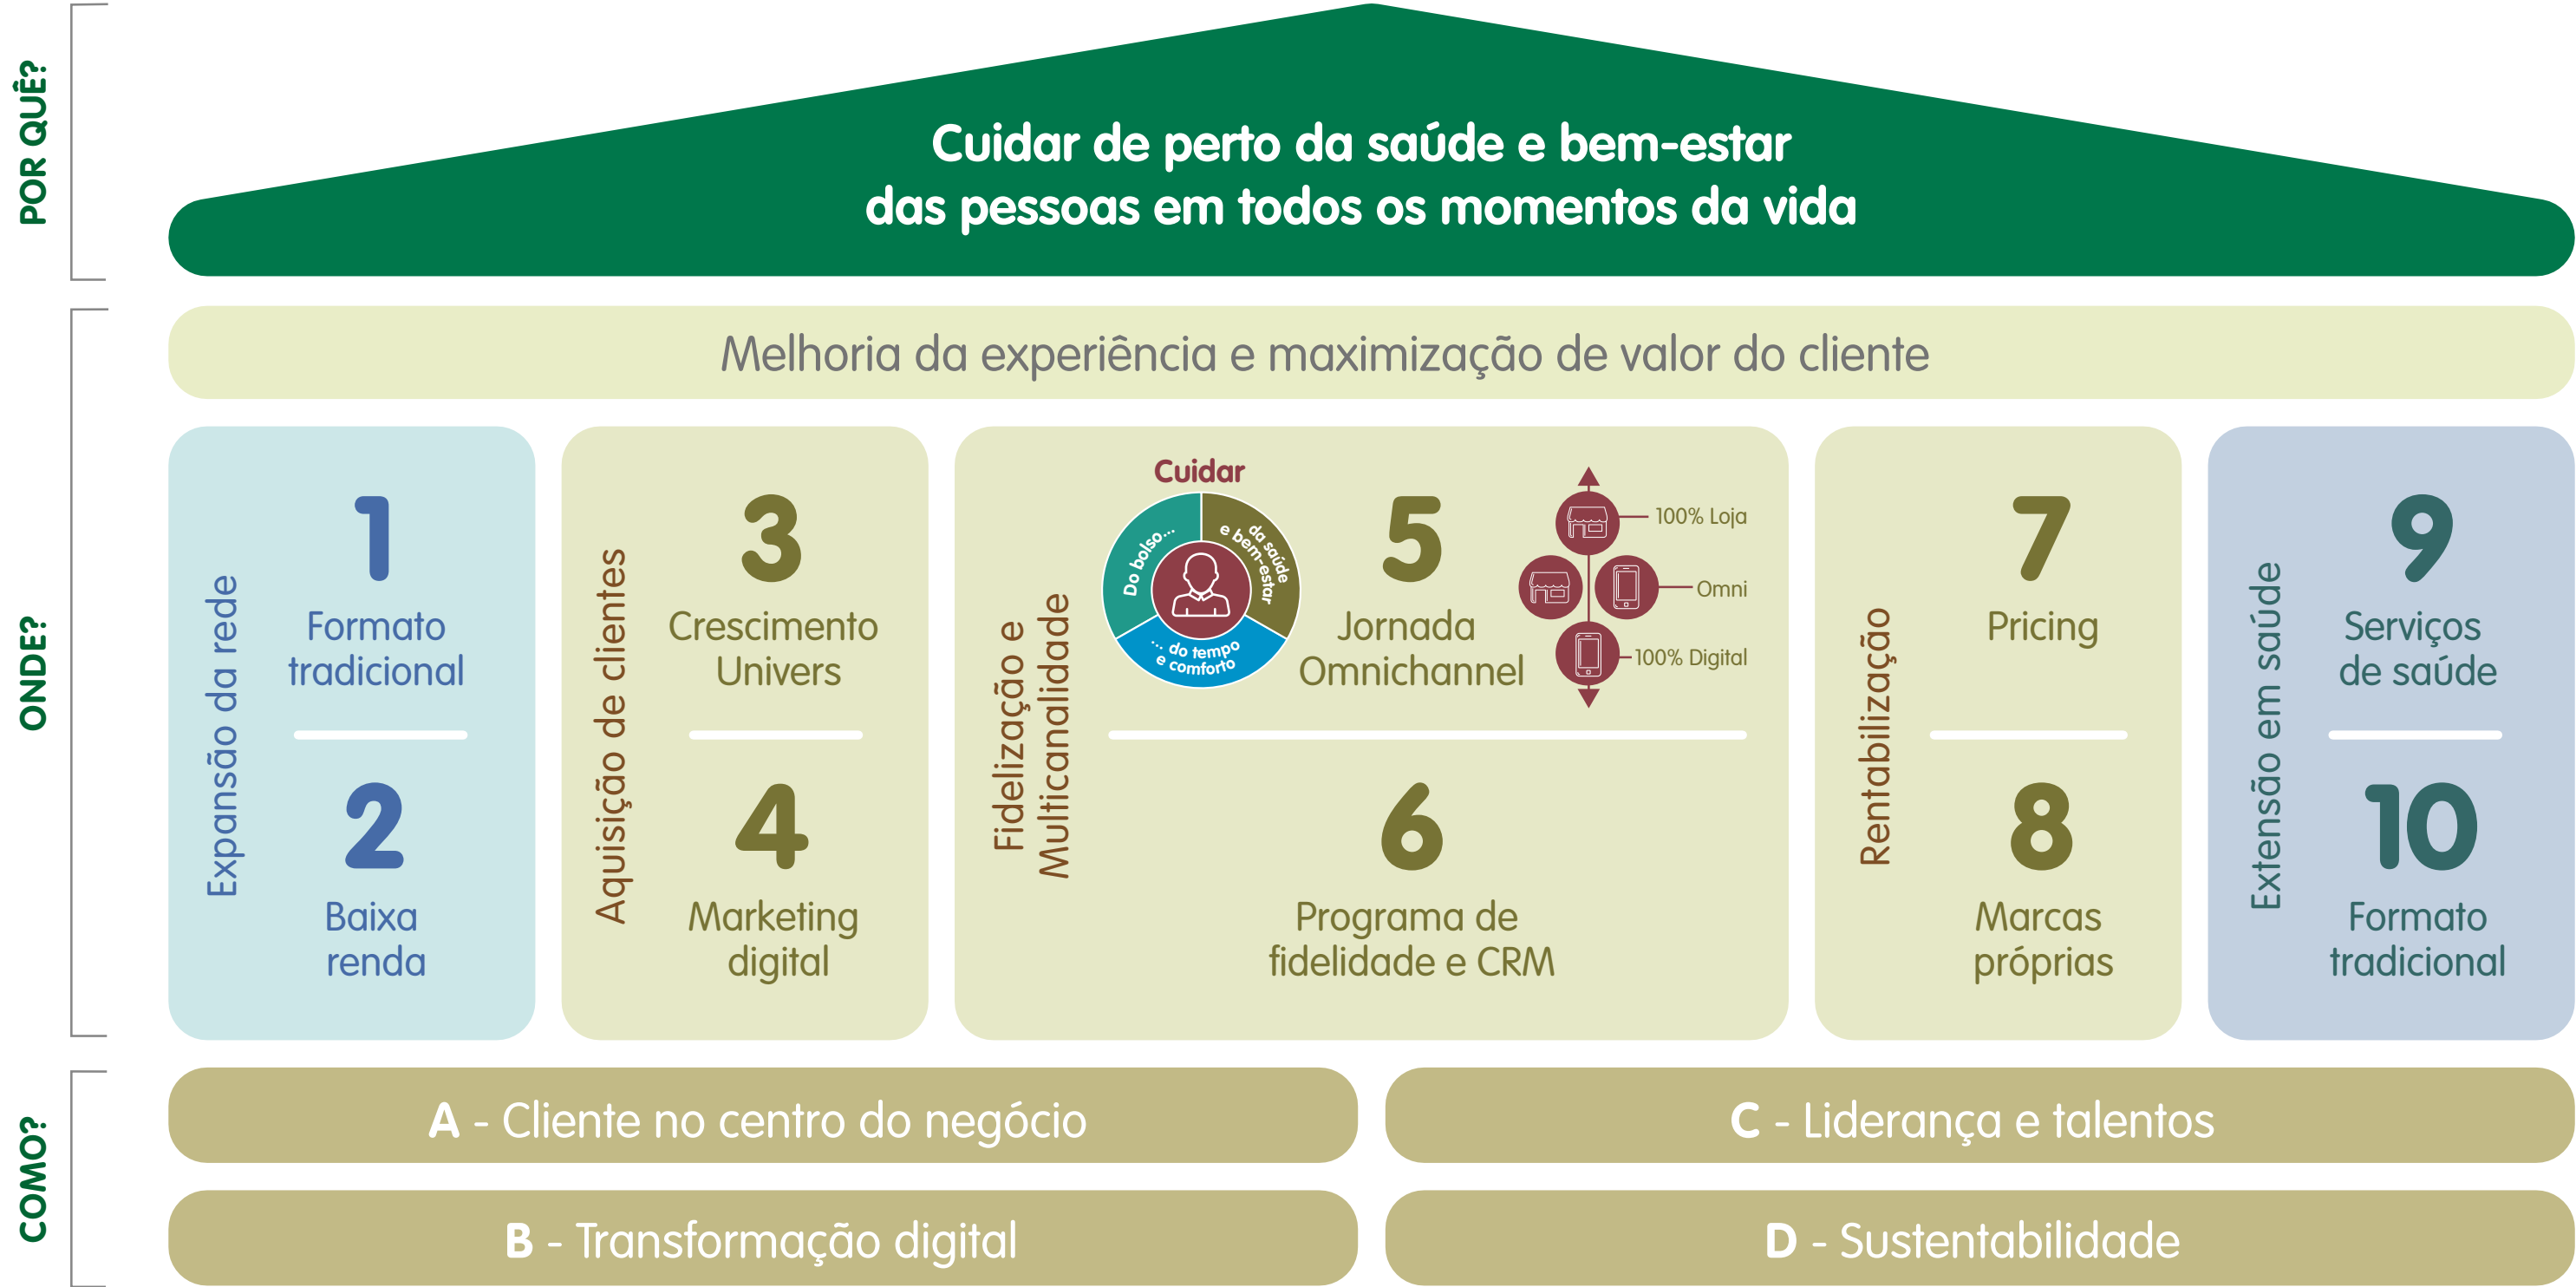 POR QUÊ?
Cuidar de perto da saúde e bem-estar
das pessoas em todos os momentos da vida
ONDE?
Melhoria da experiência e maximização de valor do cliente
Expansão da rede
1
Formato
tradicional
2
Baixa
renda
Aquisição de clientes
3
Crescimento
Univers
4
Marketing
digital
Fidelização e
Multicanalidade
Cuidar
Do bolso...
da saúde
e bem-estar
... do tempo
e comforto
5
Jornada
Omnichannel
100% Loja
Omni
100% Digital
6
Programa de
fidelidade e CRM
Rentabilização
7
Pricing
8
Marcas
próprias
Extensão em saúde
9
Serviços
de saúde
10
Formato
tradicional
COMO?
A - Cliente no centro do negócio
B - Transformação digital
C - Liderança e talentos
D - Sustentabilidade